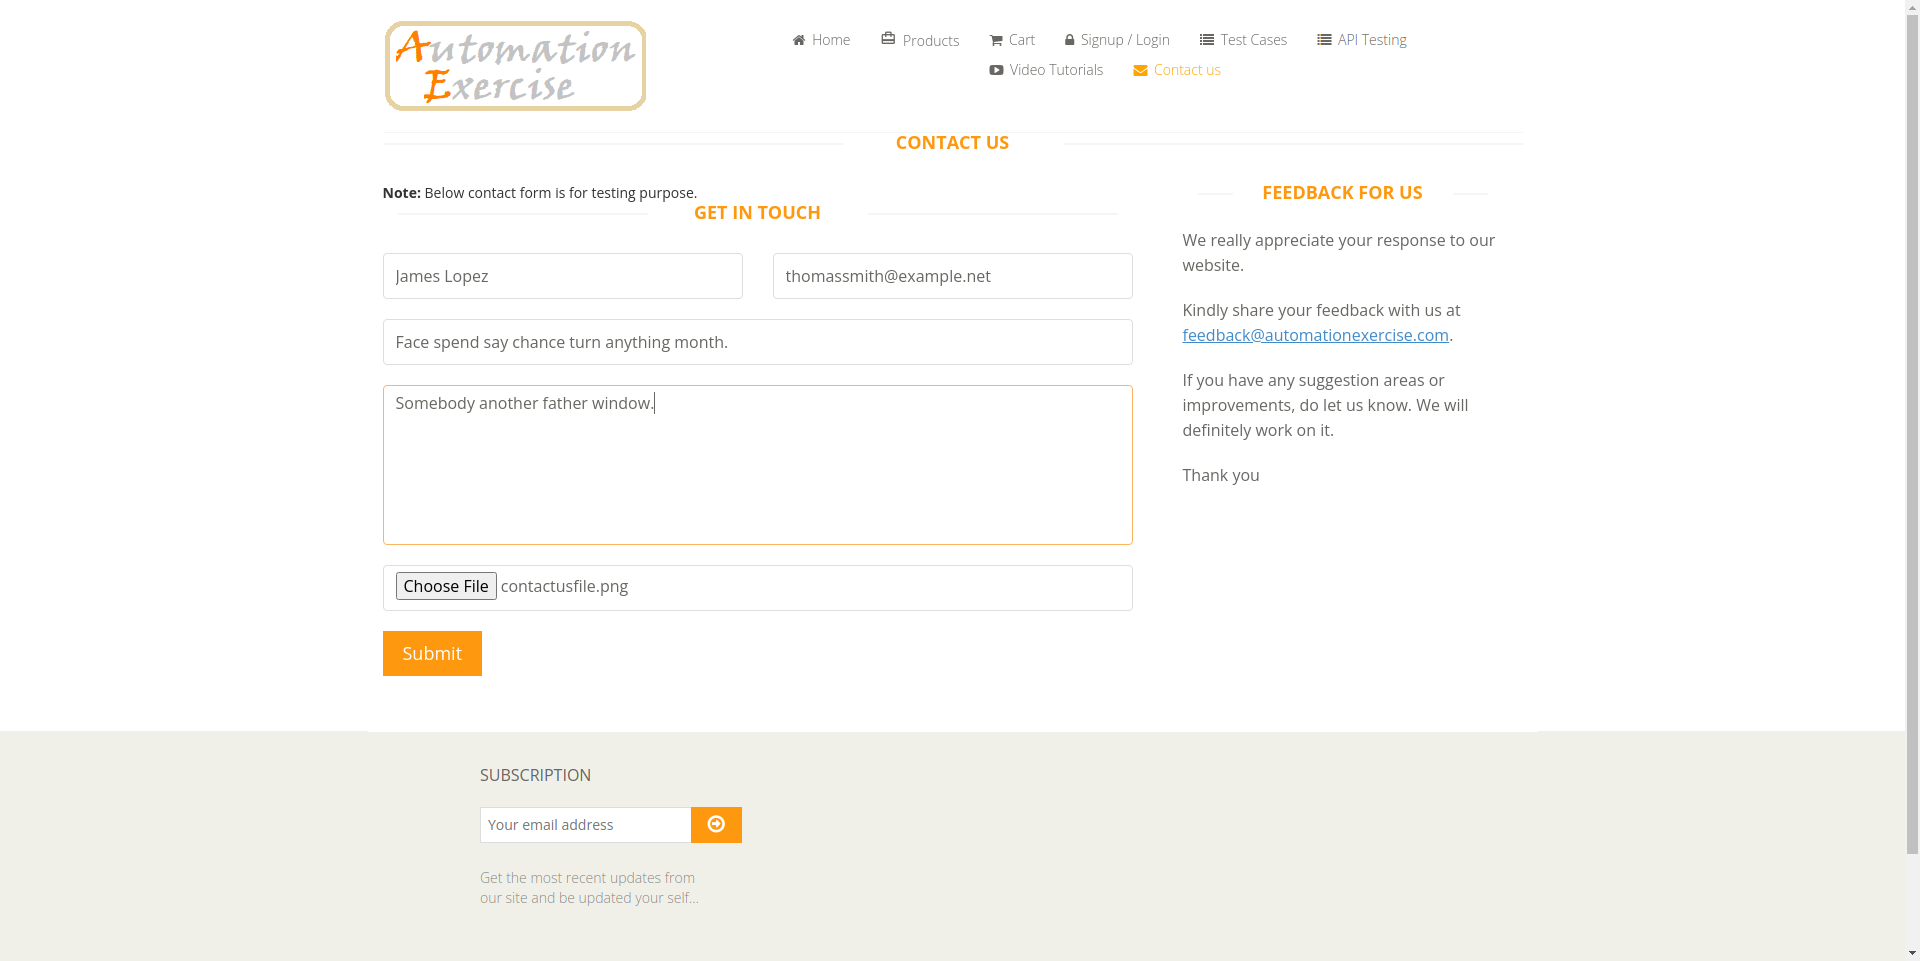 Automation
Exercise
Home
Products
Cart
Signup / Login
Test Cases
API Testing
Video Tutorials
Contact us
CONTACT US
Note: Below contact form is for testing purpose.
GET IN TOUCH
James Lopez
thomassmith@example.net
Face spend say chance turn anything month.
Somebody another father window.
Choose File contactusfile.png
Submit
FEEDBACK FOR US
We really appreciate your response to our
website.
Kindly share your feedback with us at
feedback@automationexercise.com.
If you have any suggestion areas or
improvements, do let us know. We will
definitely work on it.
Thank you
SUBSCRIPTION
Your email address
Get the most recent updates from
our site and be updated your self...